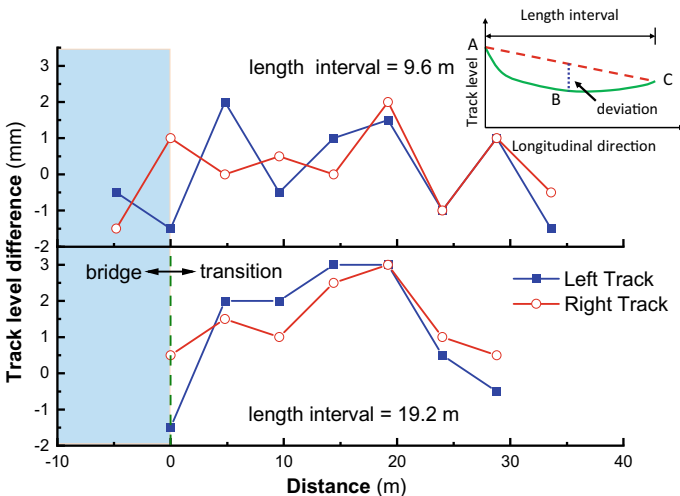 Length interval
A
C
B
deviation
Track level
Longitudinal direction
length interval = 9.6 m
3
2
1
0
-1
-2
bridge
transition
Left Track
Right Track
3
2
1
0
-1
-2
length interval = 19.2 m
Track level difference (mm)
-10
0
10
20
30
40
Distance (m)